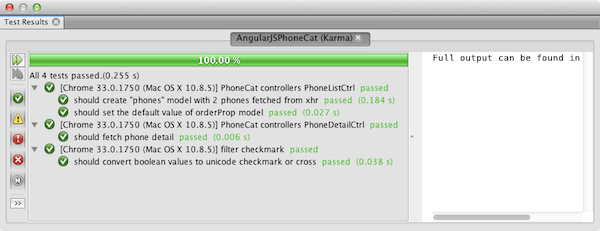 Test Results
AngularJSPhoneCat (Karma)
100.00 %
All 4 tests passed.(0.255 s)
[Chrome 33.0.1750 (Mac OS X 10.8.5)] PhoneCat controllers PhoneListCtrl passed
should create "phones" model with 2 phones fetched from xhr passed (0.184 s)
should set the default value of orderProp model passed (0.027 s)
[Chrome 33.0.1750 (Mac OS X 10.8.5)] PhoneCat controllers PhoneDetailCtrl passed
should fetch phone detail passed (0.006 s)
[Chrome 33.0.1750 (Mac OS X 10.8.5)] filter checkmark passed
should convert boolean values to unicode checkmark or cross passed (0.038 s)
>>
Full output can be found in